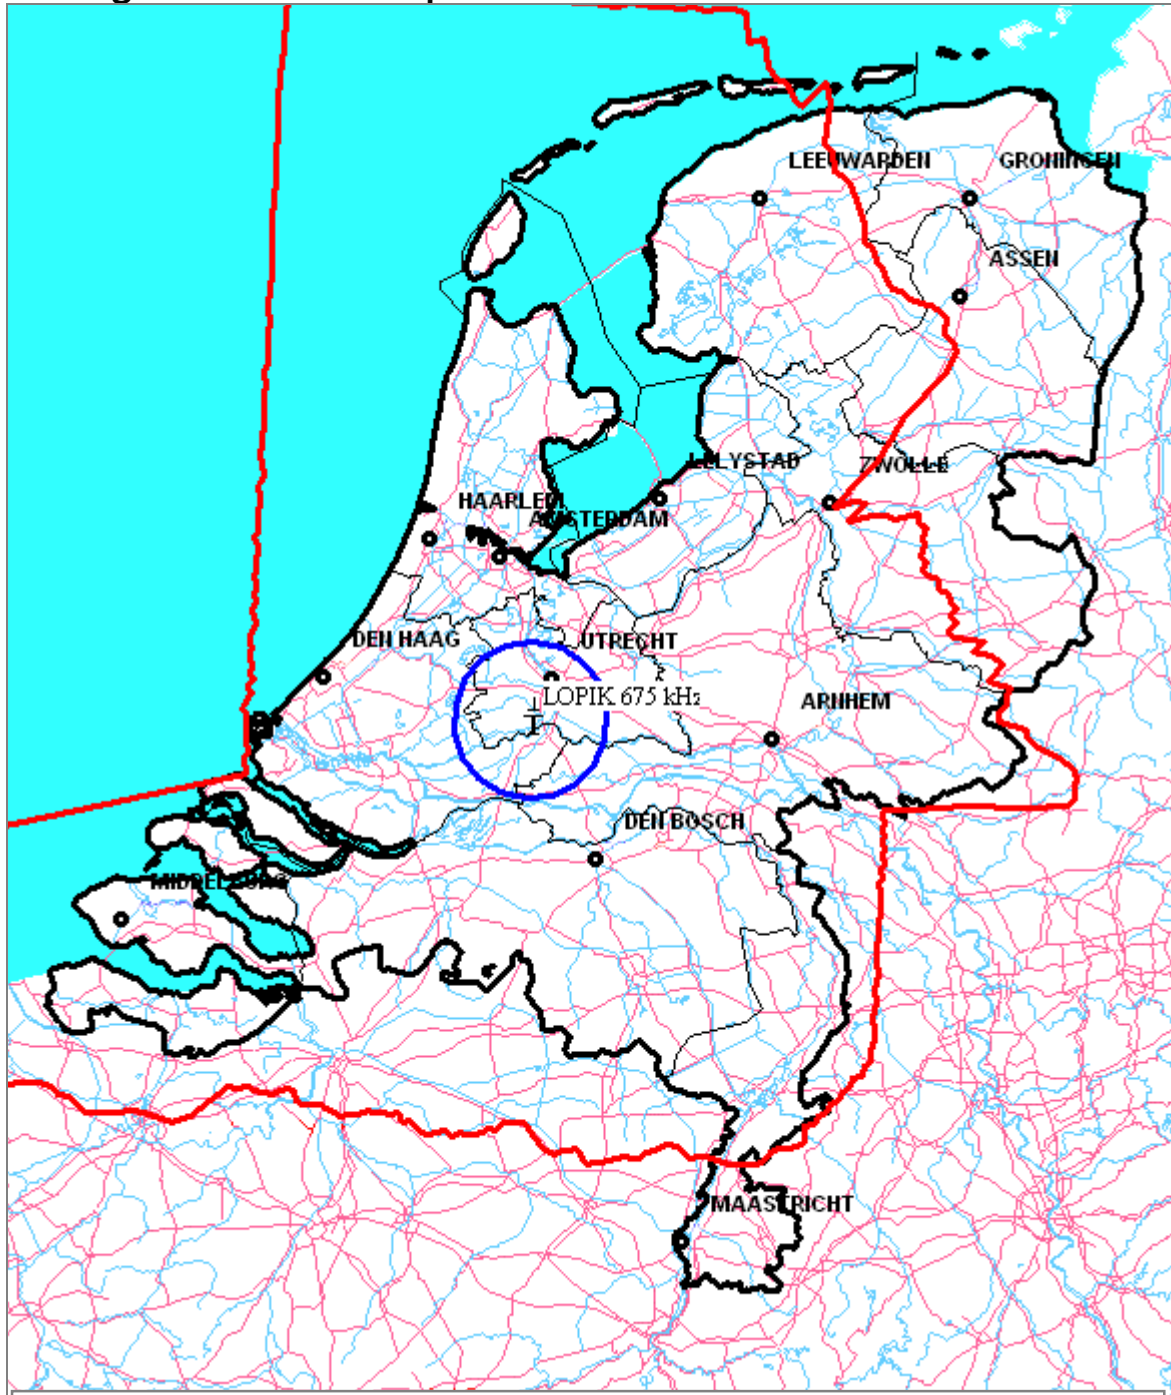 LEEUWARDEN
GRONINGEN
ASSEN
LELYSTAD
ZWOLLE
HAARLEM
AMSTERDAM
DEN HAAG
UTRECHT
LOPIK 675 kHz
ARNHEM
DEN BOSCH
MIDDELBURG
MAASTRICHT